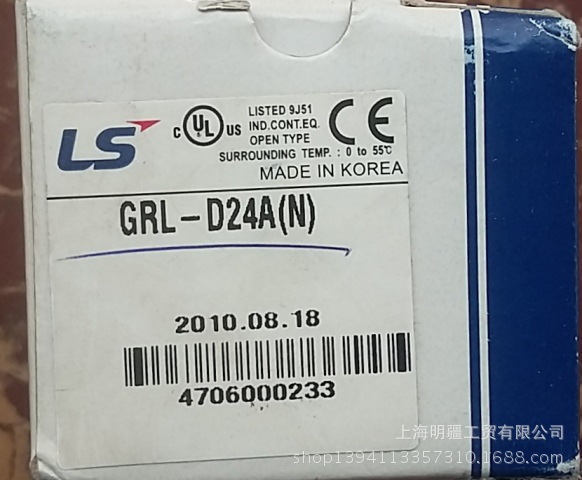 LS
c UL US
LISTED 9J51
IND.CONT.EQ.
OPEN TYPE
SURROUNDING TEMP. : 0 to 55℃
CE
MADE IN KOREA
GRL-D24A(N)
2010.08.18
4706000233
上海明疆工贸有限公司
shop1394113357310.1688.com